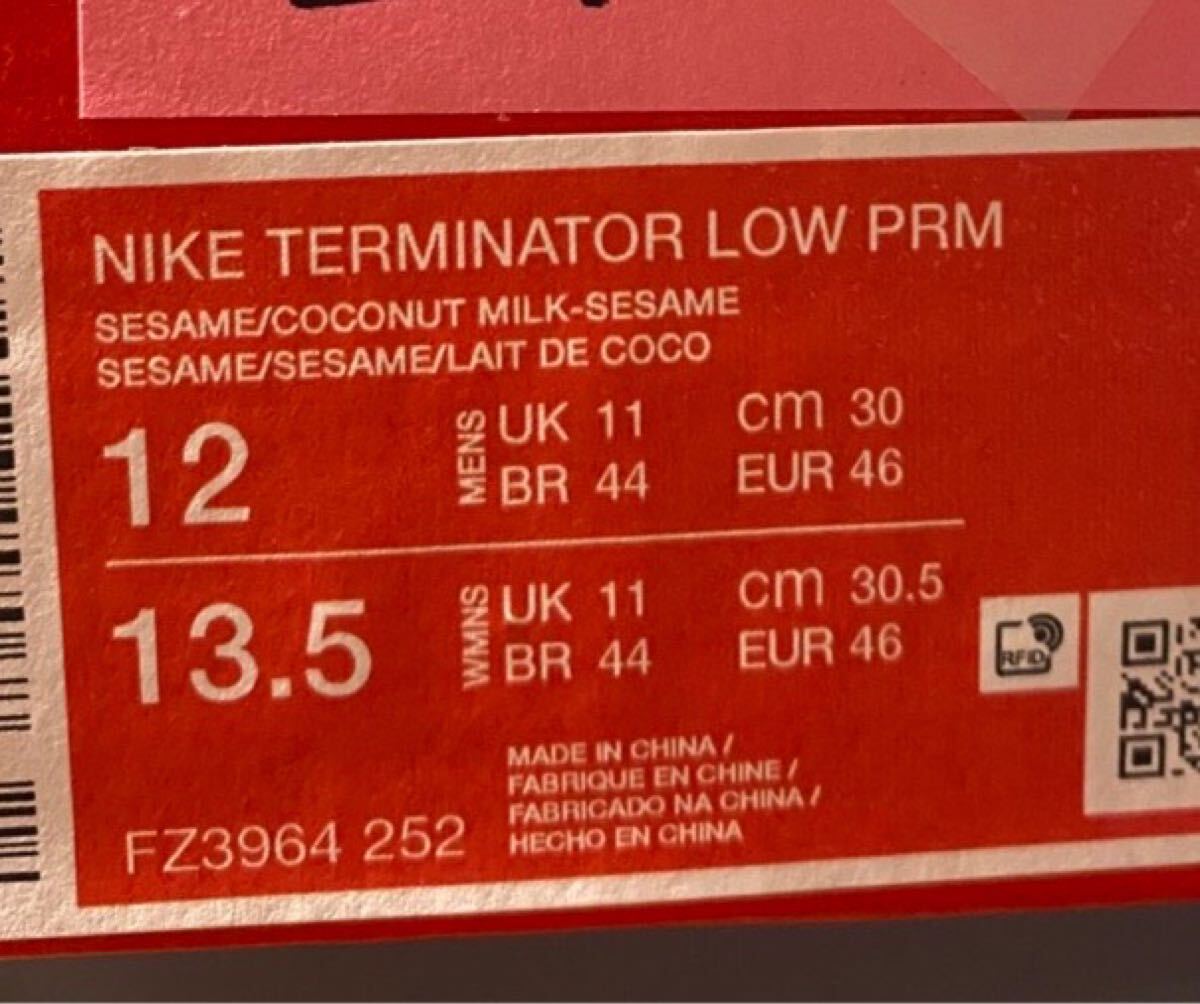 NIKE TERMINATOR LOW PRM
SESAME/COCONUT MILK-SESAME
SESAME/SESAME/LAIT DE COCO
12 MENS UK 11 cm 30
BR 44 EUR 46
13.5 WMNS UK 11 cm 30.5
BR 44 EUR 46
RFID
MADE IN CHINA /
FABRIQUE EN CHINE /
FABRICADO NA CHINA /
HECHO EN CHINA
FZ3964 252